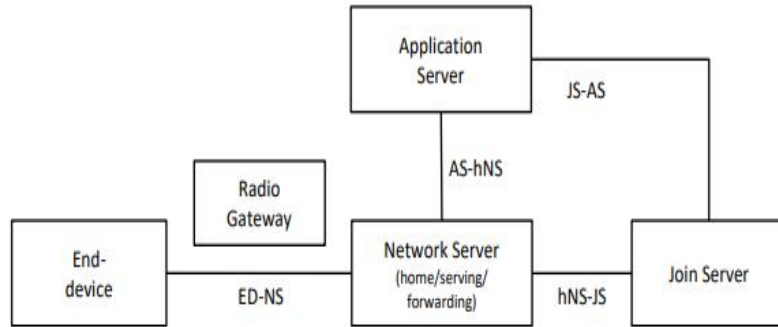 Application
Server
JS-AS
AS-hNS
Radio
Gateway
End-
device
ED-NS
Network Server
(home/serving/
forwarding)
hNS-JS
Join Server